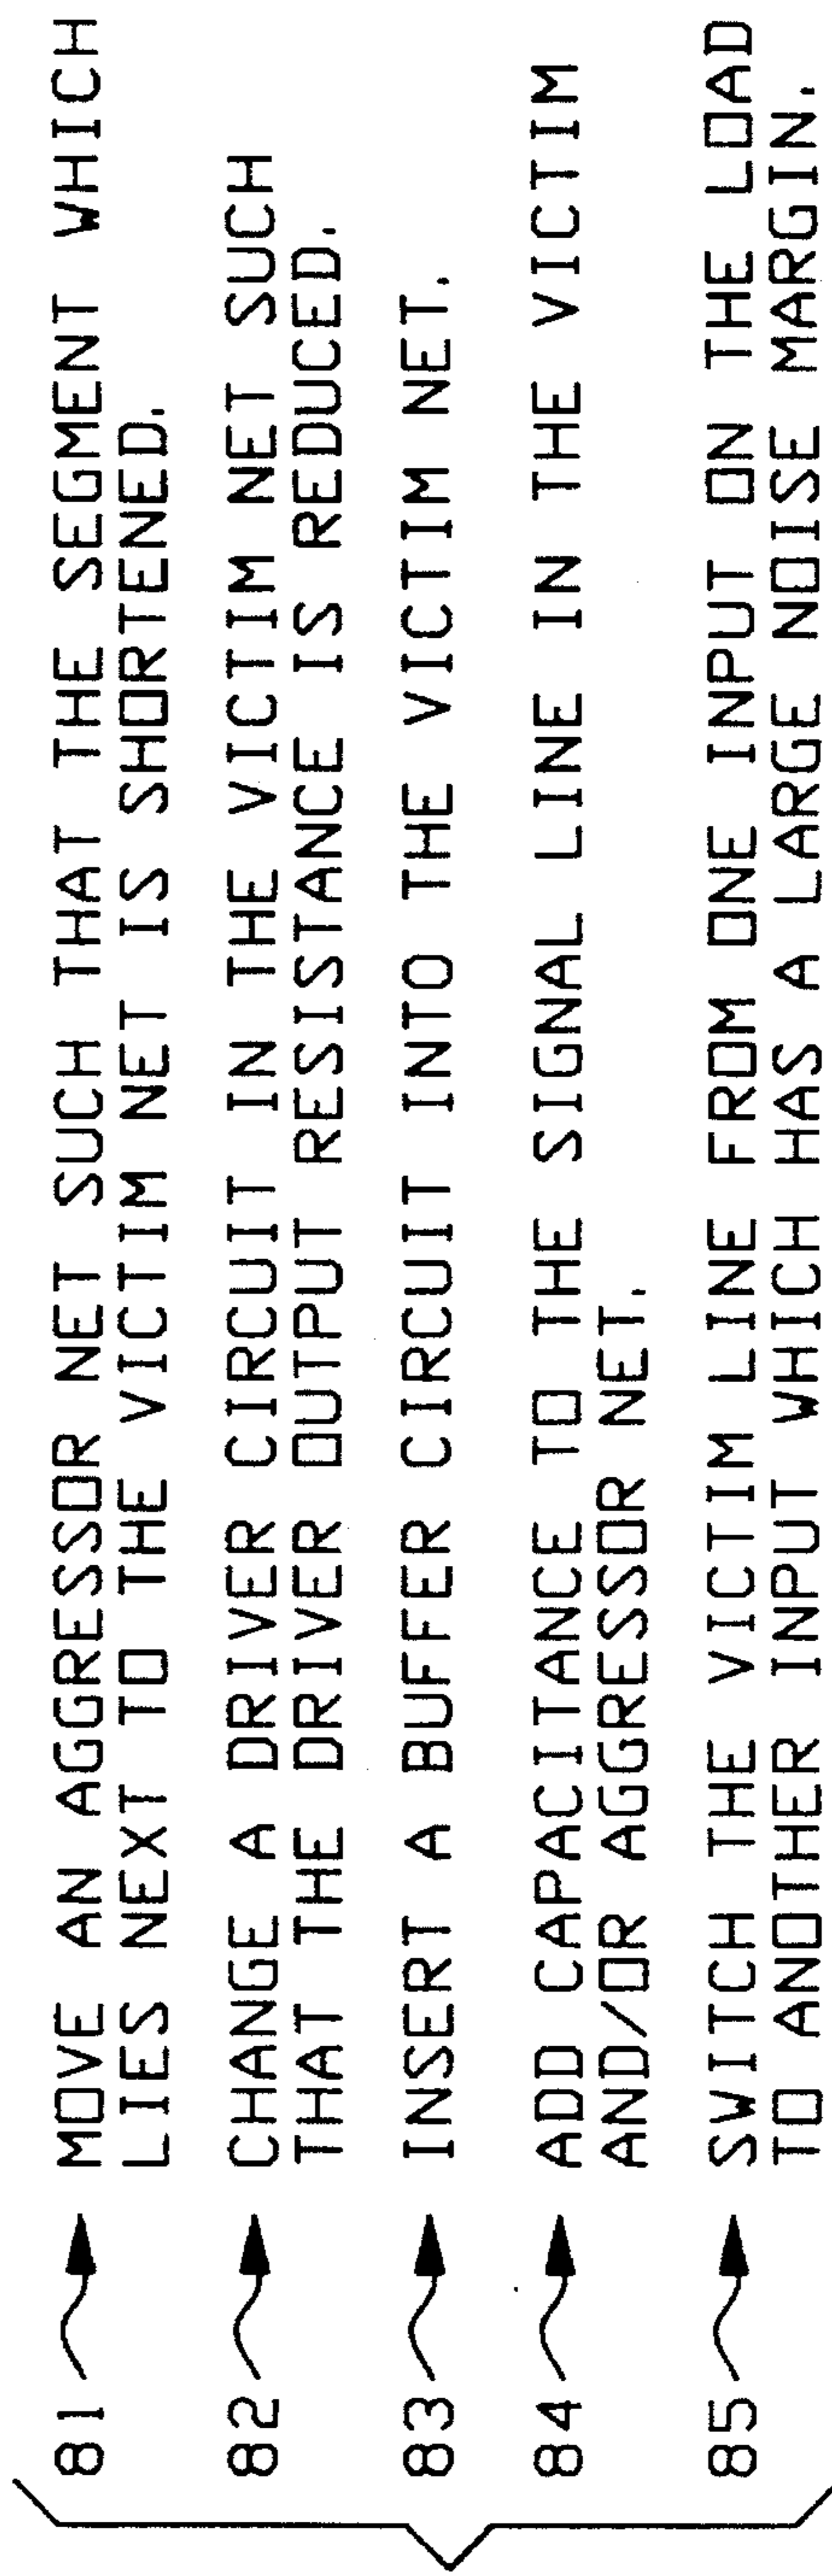 81 MOVE AN AGGRESSOR NET SUCH THAT THE SEGMENT WHICH
LIES NEXT TO THE VICTIM NET IS SHORTENED.
82 CHANGE A DRIVER CIRCUIT IN THE VICTIM NET SUCH
THAT THE DRIVER OUTPUT RESISTANCE IS REDUCED.
83 INSERT A BUFFER CIRCUIT INTO THE VICTIM NET.
84 ADD CAPACITANCE TO THE SIGNAL LINE IN THE VICTIM
AND/OR AGGRESSOR NET.
85 SWITCH THE VICTIM LINE FROM ONE INPUT ON THE LOAD
TO ANOTHER INPUT WHICH HAS A LARGE NOISE MARGIN.